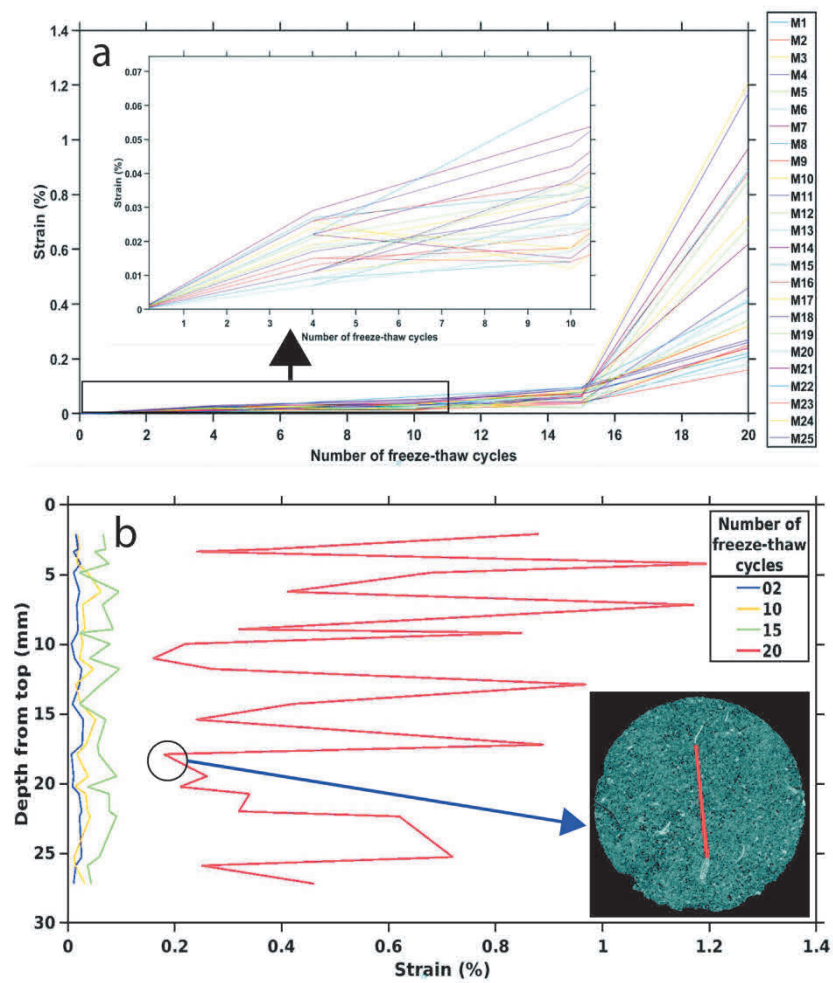 a
1.4
1.2
1
0.8
0.6
0.4
0.2
0
Strain (%)
0.07
0.06
0.05
0.04
0.03
0.02
0.01
0
Strain (%)
1 2 3 4 5 6 7 8 9 10
Number of freeze-thaw cycles
0 2 4 6 8 10 12 14 16 18 20
Number of freeze-thaw cycles
M1
M2
M3
M4
M5
M6
M7
M8
M9
M10
M11
M12
M13
M14
M15
M16
M17
M18
M19
M20
M21
M22
M23
M24
M25
b
0
5
10
15
20
25
30
Depth from top (mm)
Number of
freeze-thaw
cycles
02
10
15
20
0 0.2 0.4 0.6 0.8 1 1.2 1.4
Strain (%)